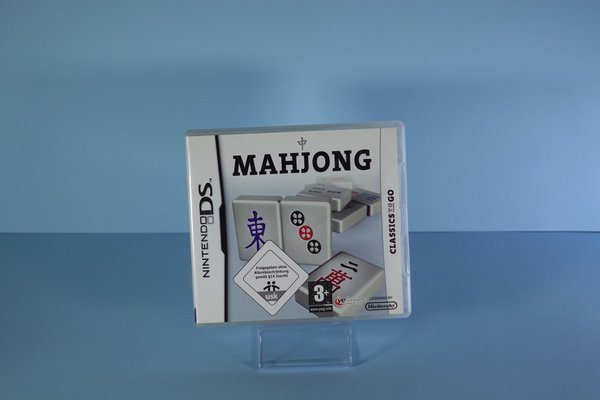 中
MAHJONG
NINTENDO DS™
CLASSICS TO GO
東
二
萬
Freigegeben ohne
Altersbeschränkung
gemäß §14 JuSchG
usk
3+
www.pegi.info
LICENSED BY
Nintendo